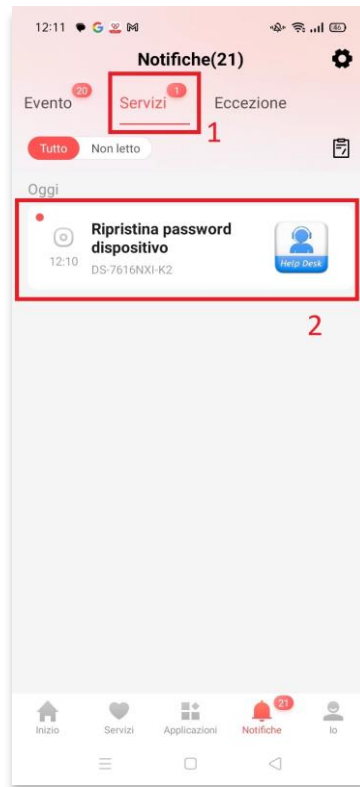 12:11
46
Notifiche(21)
Evento 20
Servizi 1
Eccezione
1
Tutto
Non letto
Oggi
Ripristina password
dispositivo
12:10
DS-7616NXI-K2
Help Desk
2
21
Inizio
Servizi
Applicazioni
Notifiche
Io